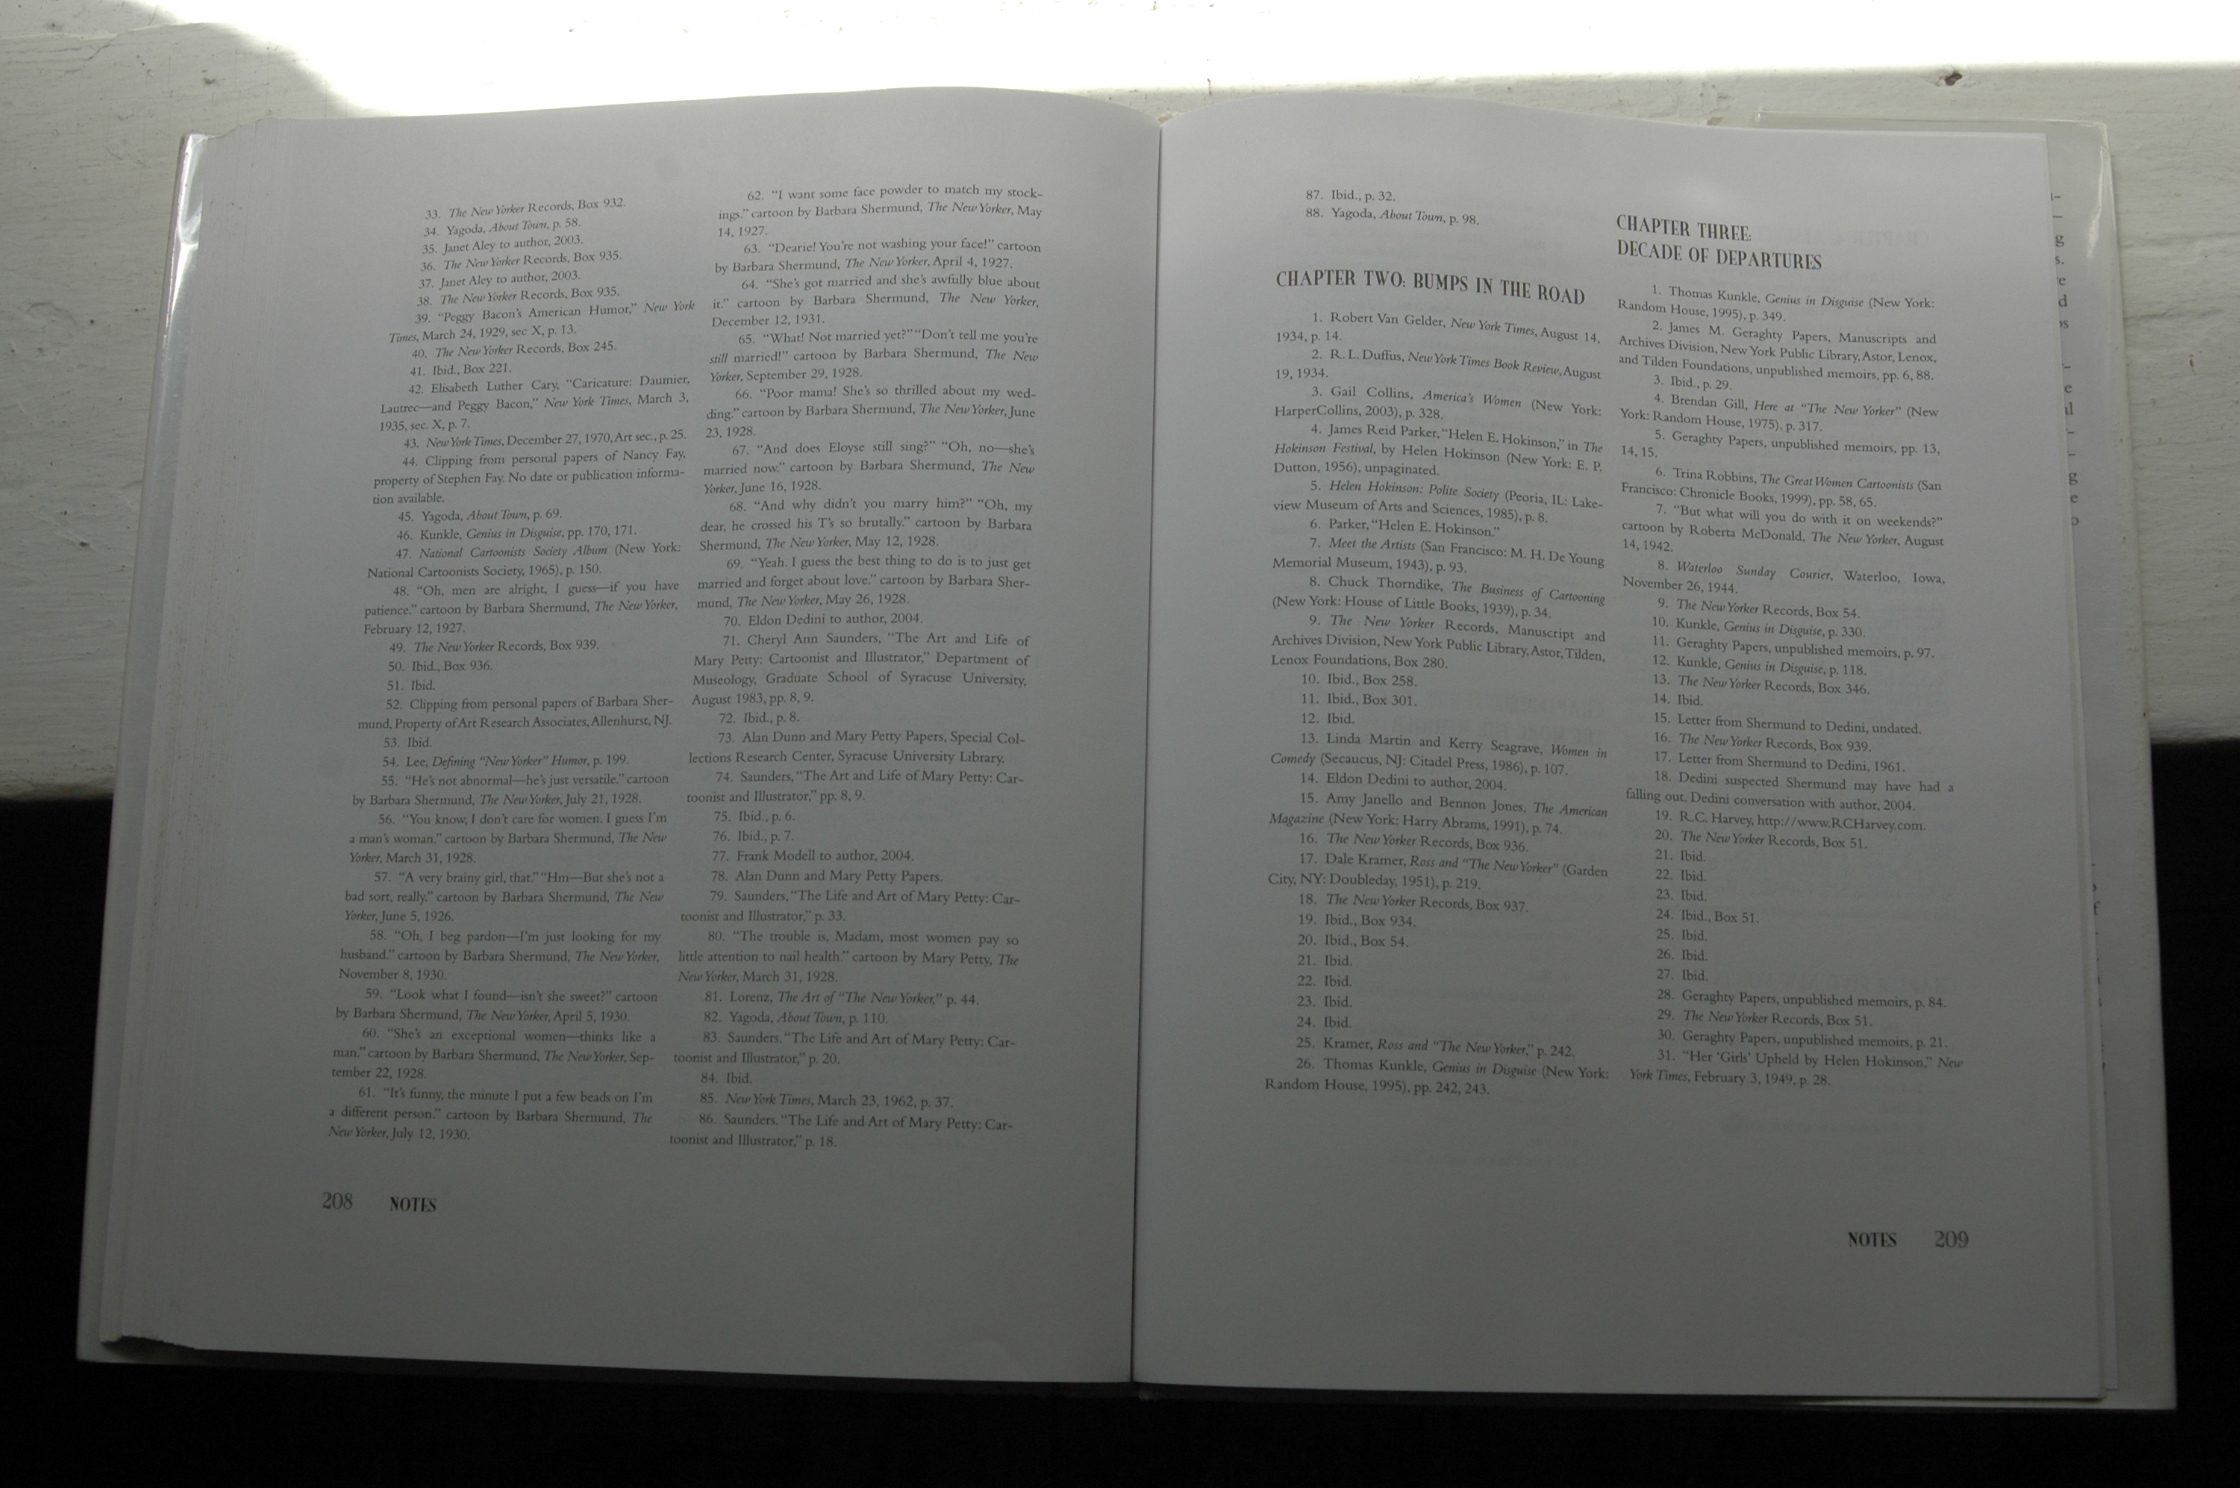 33. The New Yorker Records, Box 932.
34. Yagoda, About Town, p. 58.
35. Janet Aley to author, 2003.
36. The New Yorker Records, Box 935.
37. Janet Aley to author, 2003.
38. The New Yorker Records, Box 935.
39. “Peggy Bacon’s American Humor,” New York
Times, March 24, 1929, sec X, p. 13.
40. The New Yorker Records, Box 245.
41. Ibid., Box 221.
42. Elisabeth Luther Cary, “Caricature: Daumier,
Lautrec—and Peggy Bacon,” New York Times, March 3,
1935, sec. X, p. 7.
43. New York Times, December 27, 1970, Art sec., p. 25.
44. Clipping from personal papers of Nancy Fay,
property of Stephen Fay. No date or publication informa-
tion available.
45. Yagoda, About Town, p. 69.
46. Kunkle, Genius in Disguise, pp. 170, 171.
47. National Cartoonists Society Album (New York:
National Cartoonists Society, 1965), p. 150.
48. “Oh, men are alright, I guess—if you have
patience.” cartoon by Barbara Shermund, The New Yorker,
February 12, 1927.
49. The New Yorker Records, Box 939.
50. Ibid., Box 936.
51. Ibid.
52. Clipping from personal papers of Barbara Sher-
mund, Property of Art Research Associates, Allenhurst, NJ.
53. Ibid.
54. Lee, Defining “New Yorker” Humor, p. 199.
55. “He’s not abnormal—he’s just versatile.” cartoon
by Barbara Shermund, The New Yorker, July 21, 1928.
56. “You know, I don’t care for women. I guess I’m
a man’s woman.” cartoon by Barbara Shermund, The New
Yorker, March 31, 1928.
57. “A very brainy girl, that.” “Hm—But she’s not a
bad sort, really.” cartoon by Barbara Shermund, The New
Yorker, June 5, 1926.
58. “Oh, I beg pardon—I’m just looking for my
husband.” cartoon by Barbara Shermund, The New Yorker,
November 8, 1930.
59. “Look what I found—isn’t she sweet?” cartoon
by Barbara Shermund, The New Yorker, April 5, 1930.
60. “She’s an exceptional women—thinks like a
man.” cartoon by Barbara Shermund, The New Yorker, Sep-
tember 22, 1928.
61. “It’s funny, the minute I put a few beads on I’m
a different person.” cartoon by Barbara Shermund, The
New Yorker, July 12, 1930.
62. “I want some face powder to match my stock-
ings.” cartoon by Barbara Shermund, The New Yorker, May
14, 1927.
63. “Dearie! You’re not washing your face!” cartoon
by Barbara Shermund, The New Yorker, April 4, 1927.
64. “She’s got married and she’s awfully blue about
it.” cartoon by Barbara Shermund, The New Yorker,
December 12, 1931.
65. “What! Not married yet?” “Don’t tell me you’re
still married!” cartoon by Barbara Shermund, The New
Yorker, September 29, 1928.
66. “Poor mama! She’s so thrilled about my wed-
ding.” cartoon by Barbara Shermund, The New Yorker, June
23, 1928.
67. “And does Eloyse still sing?” “Oh, no—she’s
married now.” cartoon by Barbara Shermund, The New
Yorker, June 16, 1928.
68. “And why didn’t you marry him?” “Oh, my
dear, he crossed his T’s so brutally.” cartoon by Barbara
Shermund, The New Yorker, May 12, 1928.
69. “Yeah. I guess the best thing to do is to just get
married and forget about love.” cartoon by Barbara Sher-
mund, The New Yorker, May 26, 1928.
70. Eldon Dedini to author, 2004.
71. Cheryl Ann Saunders, “The Art and Life of
Mary Petty: Cartoonist and Illustrator,” Department of
Museology, Graduate School of Syracuse University,
August 1983, pp. 8, 9.
72. Ibid., p. 8.
73. Alan Dunn and Mary Petty Papers, Special Col-
lections Research Center, Syracuse University Library.
74. Saunders, “The Art and Life of Mary Petty: Car-
toonist and Illustrator,” pp. 8, 9.
75. Ibid., p. 6.
76. Ibid., p. 7.
77. Frank Modell to author, 2004.
78. Alan Dunn and Mary Petty Papers.
79. Saunders, “The Life and Art of Mary Petty: Car-
toonist and Illustrator,” p. 33.
80. “The trouble is, Madam, most women pay so
little attention to nail health.” cartoon by Mary Petty, The
New Yorker, March 31, 1928.
81. Lorenz, The Art of “The New Yorker,” p. 44.
82. Yagoda, About Town, p. 110.
83. Saunders. “The Life and Art of Mary Petty: Car-
toonist and Illustrator,” p. 20.
84. Ibid.
85. New York Times, March 23, 1962, p. 37.
86. Saunders. “The Life and Art of Mary Petty: Car-
toonist and Illustrator,” p. 18.
208 NOTES
87. Ibid., p. 32.
88. Yagoda, About Town, p. 98.
CHAPTER TWO: BUMPS IN THE ROAD
1. Robert Van Gelder, New York Times, August 14,
1934, p. 14.
2. R. L. Duffus, New York Times Book Review, August
19, 1934.
3. Gail Collins, America’s Women (New York:
HarperCollins, 2003), p. 328.
4. James Reid Parker, “Helen E. Hokinson,” in The
Hokinson Festival, by Helen Hokinson (New York: E. P.
Dutton, 1956), unpaginated.
5. Helen Hokinson: Polite Society (Peoria, IL: Lake-
view Museum of Arts and Sciences, 1985), p. 8.
6. Parker, “Helen E. Hokinson.”
7. Meet the Artists (San Francisco: M. H. De Young
Memorial Museum, 1943), p. 93.
8. Chuck Thorndike, The Business of Cartooning
(New York: House of Little Books, 1939), p. 34.
9. The New Yorker Records, Manuscript and
Archives Division, New York Public Library, Astor, Tilden,
Lenox Foundations, Box 280.
10. Ibid., Box 258.
11. Ibid., Box 301.
12. Ibid.
13. Linda Martin and Kerry Seagrave, Women in
Comedy (Secaucus, NJ: Citadel Press, 1986), p. 107.
14. Eldon Dedini to author, 2004.
15. Amy Janello and Bennon Jones, The American
Magazine (New York: Harry Abrams, 1991), p. 74.
16. The New Yorker Records, Box 936.
17. Dale Kramer, Ross and “The New Yorker” (Garden
City, NY: Doubleday, 1951), p. 219.
18. The New Yorker Records, Box 937.
19. Ibid., Box 934.
20. Ibid., Box 54.
21. Ibid.
22. Ibid.
23. Ibid.
24. Ibid.
25. Kramer, Ross and “The New Yorker,” p. 242.
26. Thomas Kunkle, Genius in Disguise (New York:
Random House, 1995), pp. 242, 243.
CHAPTER THREE:
DECADE OF DEPARTURES
1. Thomas Kunkle, Genius in Disguise (New York:
Random House, 1995), p. 349.
2. James M. Geraghty Papers, Manuscripts and
Archives Division, New York Public Library, Astor, Lenox,
and Tilden Foundations, unpublished memoirs, pp. 6, 88.
3. Ibid., p. 29.
4. Brendan Gill, Here at “The New Yorker” (New
York: Random House, 1975), p. 317.
5. Geraghty Papers, unpublished memoirs, pp. 13,
14, 15.
6. Trina Robbins, The Great Women Cartoonists (San
Francisco: Chronicle Books, 1999), pp. 58, 65.
7. “But what will you do with it on weekends?”
cartoon by Roberta McDonald, The New Yorker, August
14, 1942.
8. Waterloo Sunday Courier, Waterloo, Iowa,
November 26, 1944.
9. The New Yorker Records, Box 54.
10. Kunkle, Genius in Disguise, p. 330.
11. Geraghty Papers, unpublished memoirs, p. 97.
12. Kunkle, Genius in Disguise, p. 118.
13. The New Yorker Records, Box 346.
14. Ibid.
15. Letter from Shermund to Dedini, undated.
16. The New Yorker Records, Box 939.
17. Letter from Shermund to Dedini, 1961.
18. Dedini suspected Shermund may have had a
falling out. Dedini conversation with author, 2004.
19. R.C. Harvey, http://www.RCHarvey.com.
20. The New Yorker Records, Box 51.
21. Ibid.
22. Ibid.
23. Ibid.
24. Ibid., Box 51.
25. Ibid.
26. Ibid.
27. Ibid.
28. Geraghty Papers, unpublished memoirs, p. 84.
29. The New Yorker Records, Box 51.
30. Geraghty Papers, unpublished memoirs, p. 21.
31. “Her ‘Girls’ Upheld by Helen Hokinson,” New
York Times, February 3, 1949, p. 28.
NOTES 209